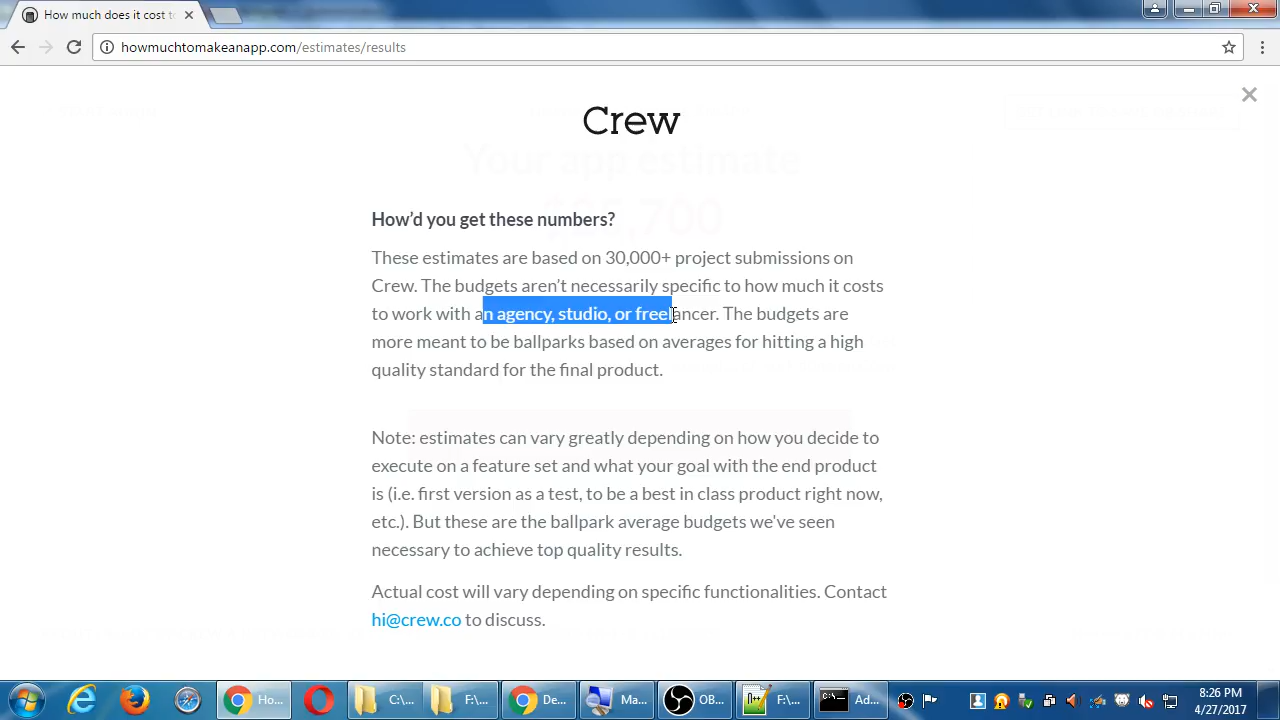 How much does it cost to
howmuchtomakeanapp.com/estimates/results
Crew
Your app estimate
How'd you get these numbers?
These estimates are based on 30,000+ project submissions on
Crew. The budgets aren't necessarily specific to how much it costs
to work with an agency, studio, or freelancer. The budgets are
more meant to be ballparks based on averages for hitting a high
quality standard for the final product.
Note: estimates can vary greatly depending on how you decide to
execute on a feature set and what your goal with the end product
is (i.e. first version as a test, to be a best in class product right now,
etc.). But these are the ballpark average budgets we've seen
necessary to achieve top quality results.
Actual cost will vary depending on specific functionalities. Contact
hi@crew.co to discuss.
Ho...
C:\...
F:\...
De...
Ma...
OB...
F:\...
Ad...
8:26 PM
4/27/2017